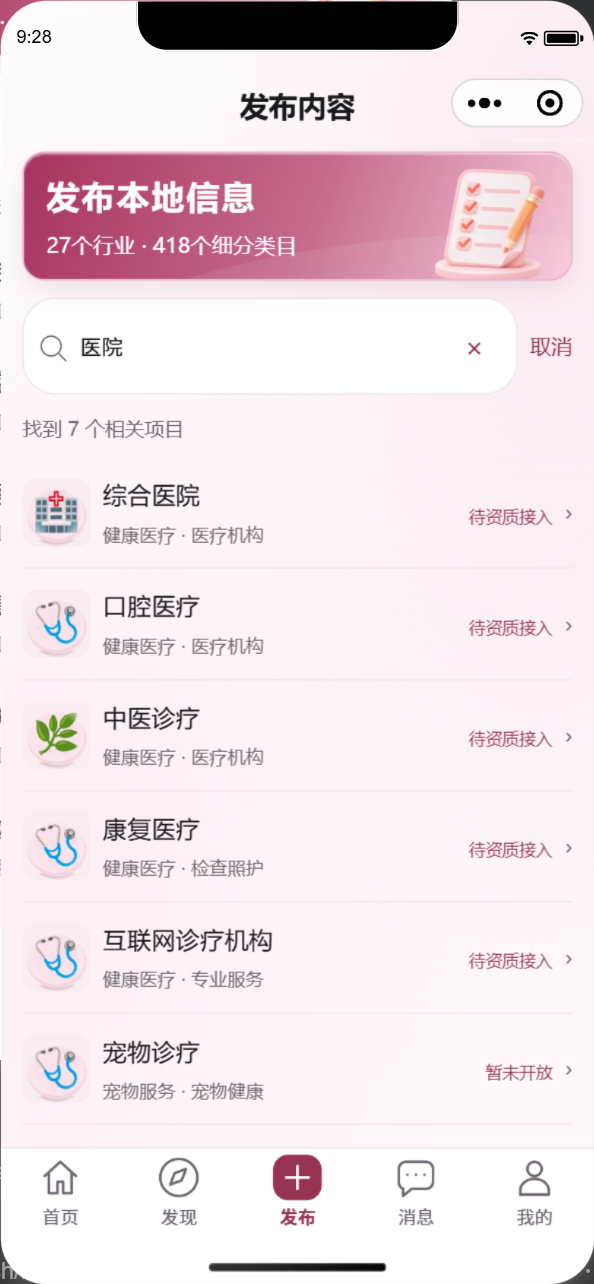 9:28
发布内容
发布本地信息
27个行业 · 418个细分类目
医院
取消
找到 7 个相关项目
综合医院
健康医疗 · 医疗机构
待资质接入
口腔医疗
健康医疗 · 医疗机构
待资质接入
中医诊疗
健康医疗 · 医疗机构
待资质接入
康复医疗
健康医疗 · 检查照护
待资质接入
互联网诊疗机构
健康医疗 · 专业服务
待资质接入
宠物诊疗
宠物服务 · 宠物健康
暂未开放
首页
发现
发布
消息
我的